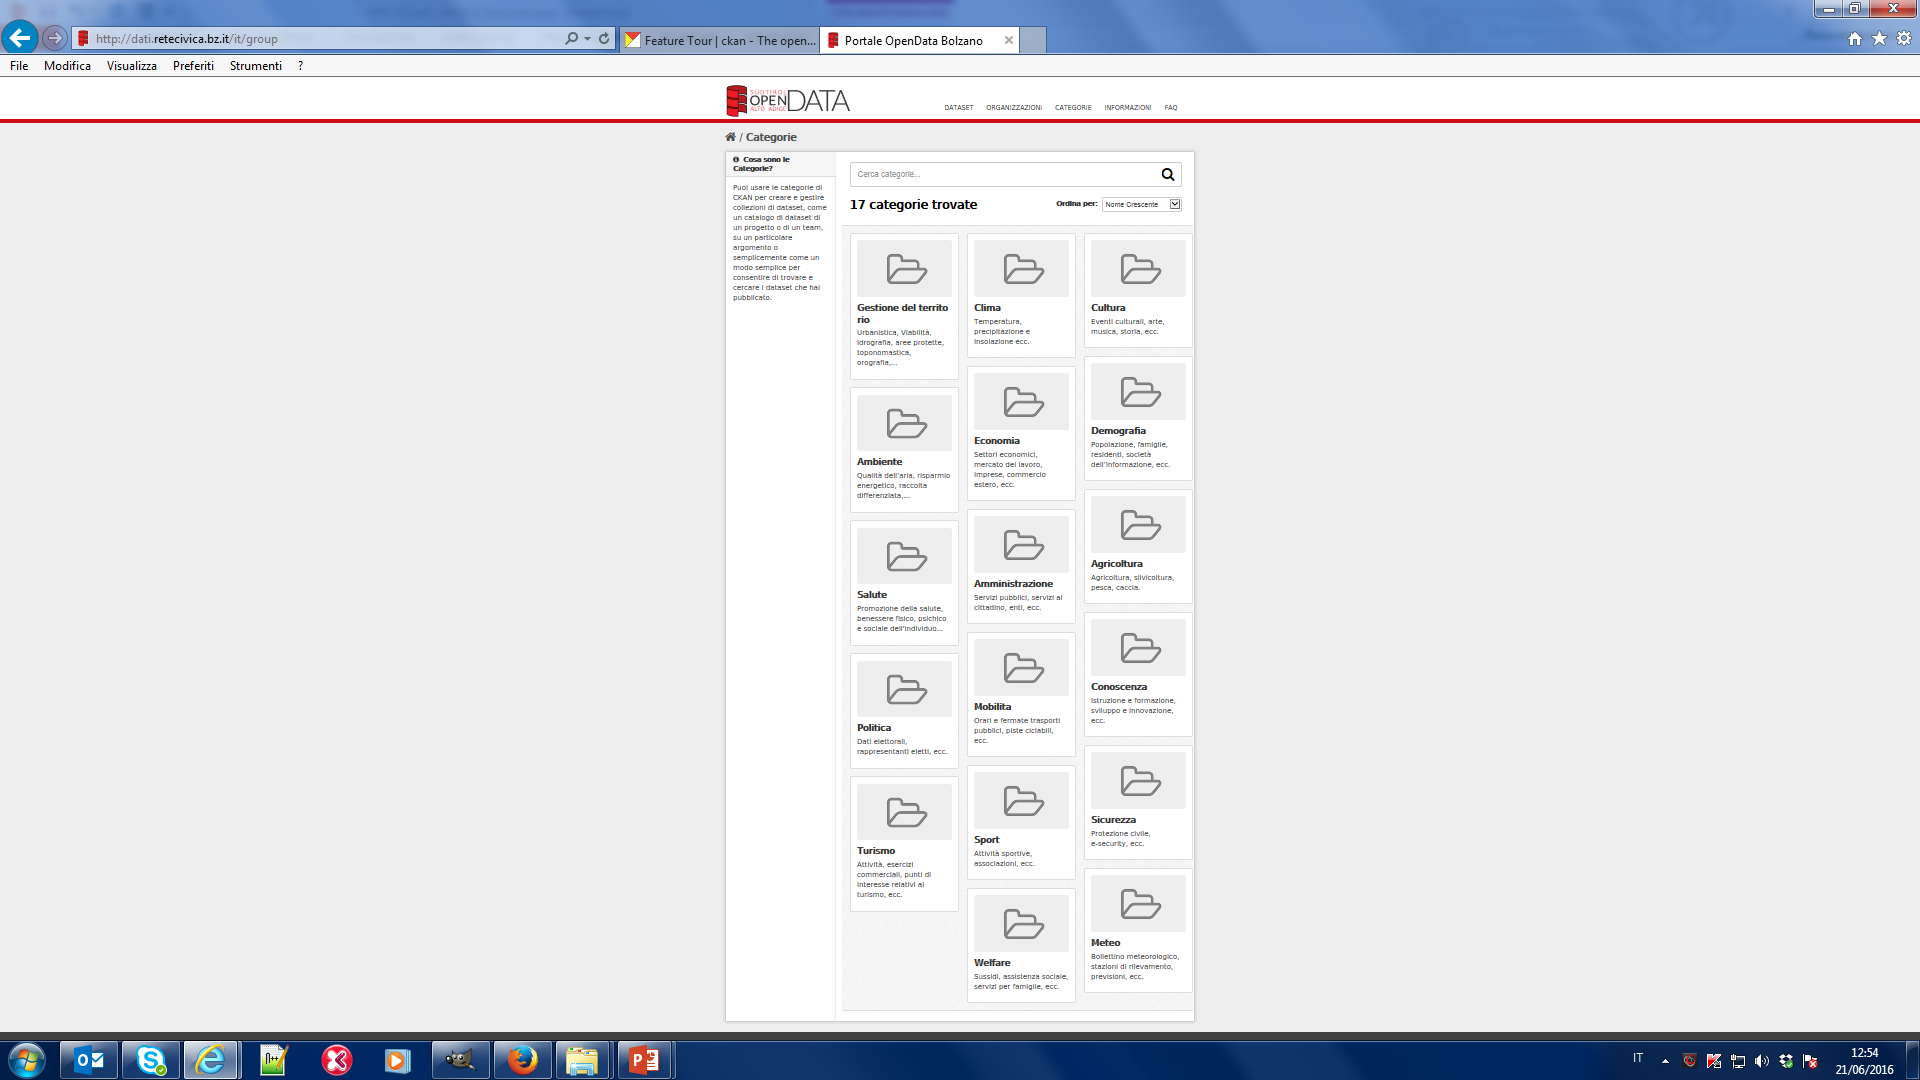 http://dati.retecivica.bz.it/it/group
Feature Tour | ckan - The open...
Portale OpenData Bolzano
File Modifica Visualizza Preferiti Strumenti ?
SÜDTIROL
OPEN DATA
ALTO ADIGE
DATASET ORGANIZZAZIONI CATEGORIE INFORMAZIONI FAQ
/ Categorie
Cosa sono le
Categorie?
Puoi usare le categorie di
CKAN per creare e gestire
collezioni di dataset, come
un catalogo di dataset di
un progetto o di un team,
su un particolare
argomento o
semplicemente come un
modo semplice per
consentire di trovare e
cercare i dataset che hai
pubblicato.
Cerca categorie...
17 categorie trovate
Ordina per: Nome Crescente
Gestione del territo
rio
Urbanistica, Viabilità,
idrografia, aree protette,
toponomastica,
orografia,...
Clima
Temperatura,
precipitazione e
insolazione ecc.
Cultura
Eventi culturali, arte,
musica, storia, ecc.
Ambiente
Qualità dell'aria, risparmio
energetico, raccolta
differenziata,...
Economia
Settori economici,
mercato del lavoro,
imprese, commercio
estero, ecc.
Demografia
Popolazione, famiglie,
residenti, società
dell'informazione, ecc.
Salute
Promozione della salute,
benessere fisico, psichico
e sociale dell'individuo...
Amministrazione
Servizi pubblici, servizi al
cittadino, enti, ecc.
Agricoltura
Agricoltura, silvicoltura,
pesca, caccia.
Politica
Dati elettorali,
rappresentanti eletti, ecc.
Mobilita
Orari e fermate trasporti
pubblici, piste ciclabili,
ecc.
Conoscenza
Istruzione e formazione,
sviluppo e innovazione,
ecc.
Turismo
Attività, esercizi
commerciali, punti di
interesse relativi al
turismo, ecc.
Sport
Attività sportive,
associazioni, ecc.
Sicurezza
Protezione civile,
e-security, ecc.
Welfare
Sussidi, assistenza sociale,
servizi per famiglie, ecc.
Meteo
Bollettino meteorologico,
stazioni di rilevamento,
previsioni, ecc.
IT
12:54
21/06/2016